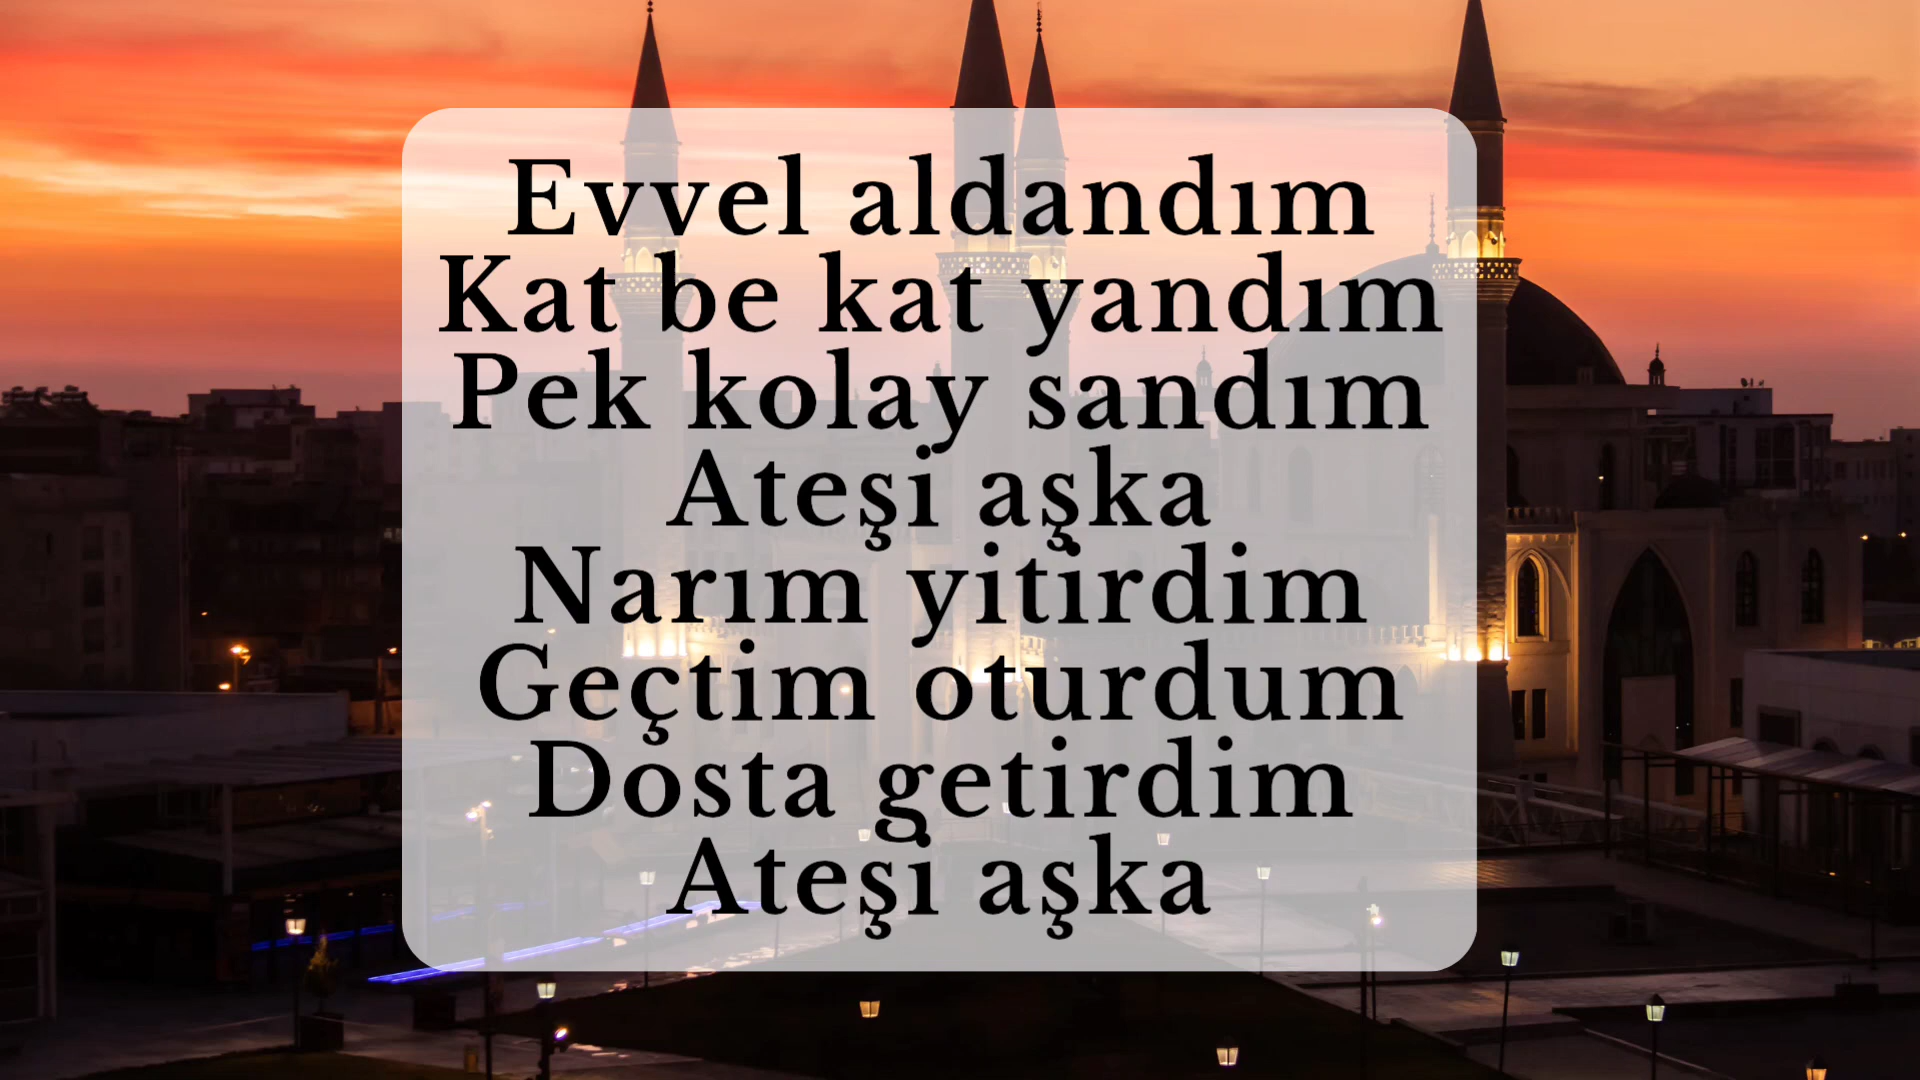 Evvel aldandım
Kat be kat yandım
Pek kolay sandım
Ateşi aşka
Narım yitirdim
Geçtim oturdum
Dosta getirdim
Ateşi aşka